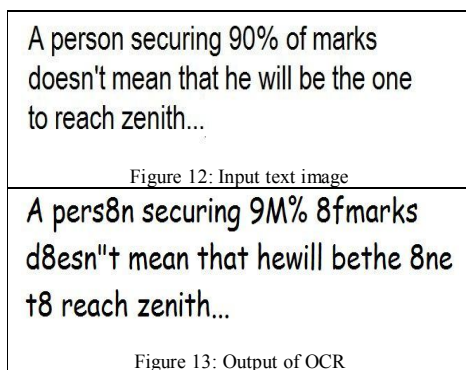 A person securing 90% of marks
doesn't mean that he will be the one
to reach zenith...
Figure 12: Input text image
A pers8n securing 9M% 8fmarks
d8esn"t mean that hewill bethe 8ne
t8 reach zenith...
Figure 13: Output of OCR